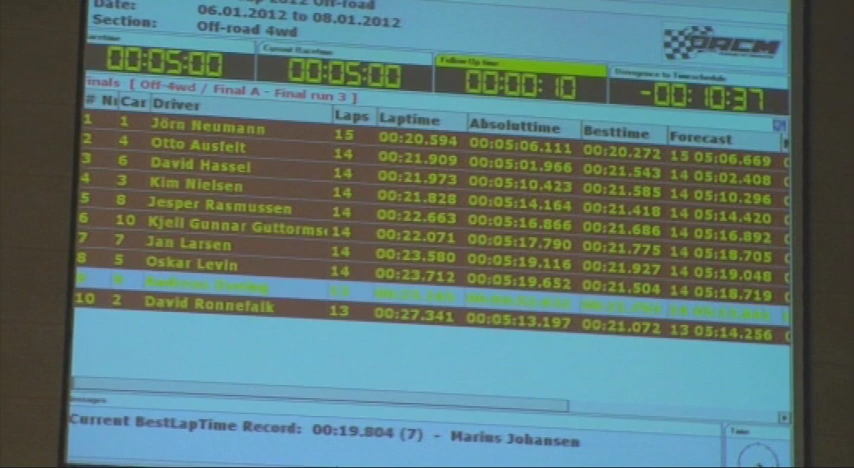 2012 Off-road
Date: 06.01.2012 to 08.01.2012
Section: Off-road 4wd
ORCM
Current Racetime
Follow Up time
Divergence to Timeschedule
00:05:00 00:05:00 00:00:10 -00:10:37
Finals [ Off-4wd / Final A - Final run 3 ]
# Car Driver Laps Laptime Absoluttime Besttime Forecast
1 1 Jörn Neumann 15 00:20.594 00:05:06.111 00:20.272 15 05:06.669
2 4 Otto Ausfelt 14 00:21.909 00:05:01.966 00:21.543 14 05:02.408
3 6 David Hassel 14 00:21.973 00:05:10.423 00:21.585 14 05:10.296
4 3 Kim Nielsen 14 00:21.828 00:05:14.164 00:21.418 14 05:14.420
5 8 Jesper Rasmussen 14 00:22.663 00:05:16.866 00:21.686 14 05:16.892
6 10 Kjell Gunnar Guttorms 14 00:22.071 00:05:17.790 00:21.775 14 05:18.705
7 7 Jan Larsen 14 00:23.580 00:05:19.116 00:21.927 14 05:19.048
8 5 Oskar Levin 14 00:23.712 00:05:19.652 00:21.504 14 05:18.719
10 2 David Ronnefalk 13 00:27.341 00:05:13.197 00:21.072 13 05:14.256
Current BestLapTime Record: 00:19.804 (7) - Marius Johansen
Time